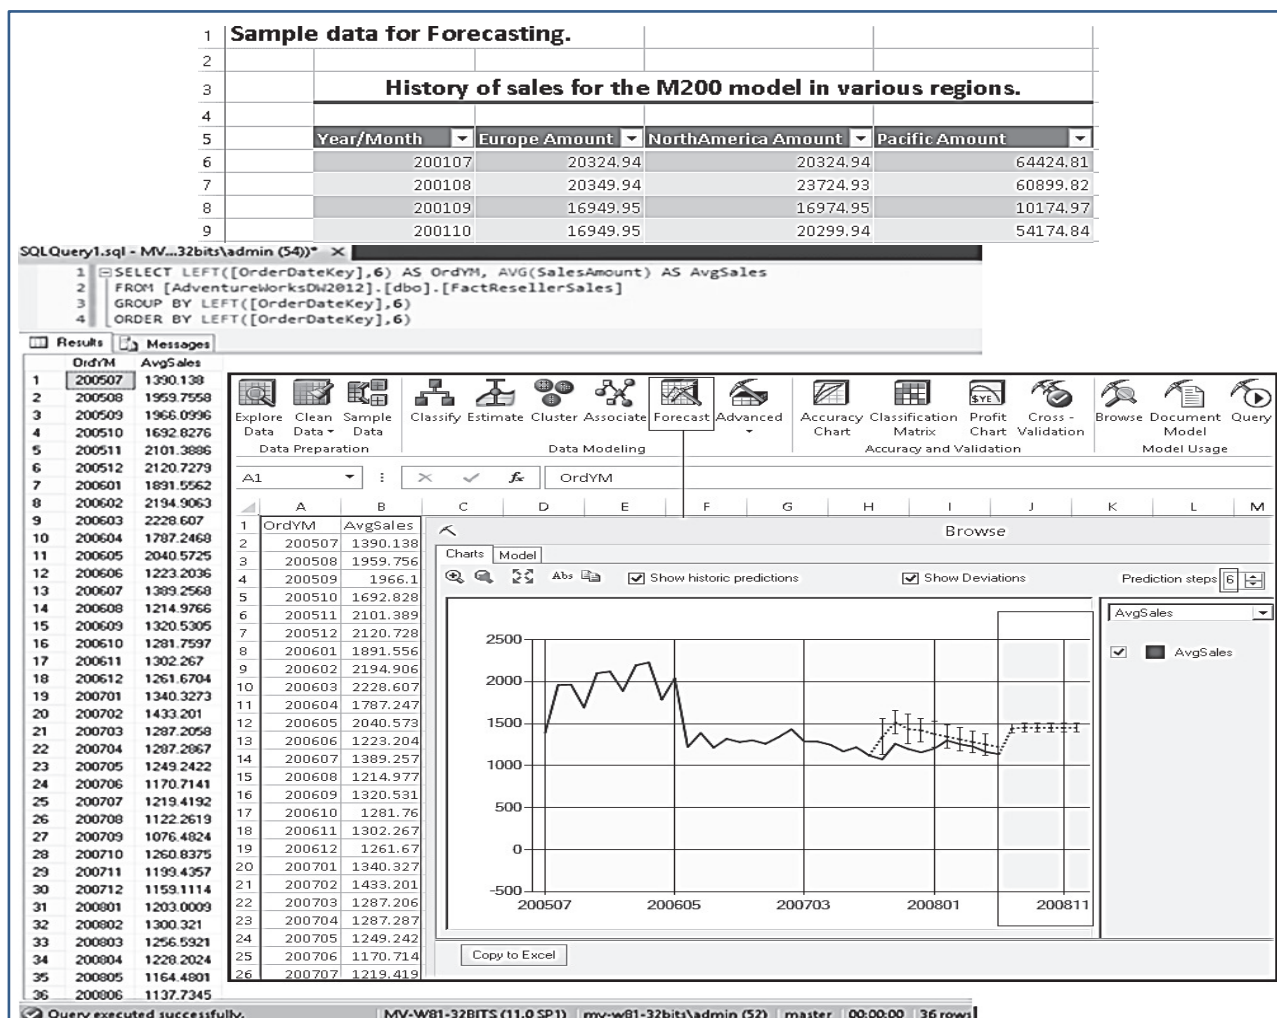 1 Sample data for Forecasting.
2
3 History of sales for the M200 model in various regions.
4
5 Year/Month Europe Amount NorthAmerica Amount Pacific Amount
6 200107 20324.94 20324.94 64424.81
7 200108 20349.94 23724.93 60899.82
8 200109 16949.95 16974.95 10174.97
9 200110 16949.95 20299.94 54174.84
SQLQuery1.sql - MV...32bits\admin (54))* ×
1 SELECT LEFT([OrderDateKey],6) AS OrdYM, AVG(SalesAmount) AS AvgSales
2 FROM [AdventureWorksDW2012].[dbo].[FactResellerSales]
3 GROUP BY LEFT([OrderDateKey],6)
4 ORDER BY LEFT([OrderDateKey],6)
Results Messages
OrdYM AvgSales
1 200507 1390.138
2 200508 1959.7558
3 200509 1966.0996
4 200510 1692.8276
5 200511 2101.3886
6 200512 2120.7279
7 200601 1891.5562
8 200602 2194.9063
9 200603 2228.607
10 200604 1787.2468
11 200605 2040.5725
12 200606 1223.2036
13 200607 1389.2568
14 200608 1214.9766
15 200609 1320.5305
16 200610 1281.7597
17 200611 1302.267
18 200612 1261.6704
19 200701 1340.3273
20 200702 1433.201
21 200703 1287.2058
22 200704 1287.2867
23 200705 1249.2422
24 200706 1170.7141
25 200707 1219.4192
26 200708 1122.2619
27 200709 1076.4824
28 200710 1260.8375
29 200711 1199.4357
30 200712 1159.1114
31 200801 1203.0009
32 200802 1300.321
33 200803 1256.5921
34 200804 1228.2024
35 200805 1164.4801
36 200806 1137.7345
Explore Data Clean Data Sample Data Classify Estimate Cluster Associate Forecast Advanced Accuracy Chart Classification Matrix Profit Chart Cross - Validation Browse Document Model Query
Data Preparation Data Modeling Accuracy and Validation Model Usage
A1 fx OrdYM
A B C D E F G H I J K L M
1 OrdYM AvgSales
2 200507 1390.138
3 200508 1959.756
4 200509 1966.1
5 200510 1692.828
6 200511 2101.389
7 200512 2120.728
8 200601 1891.556
9 200602 2194.906
10 200603 2228.607
11 200604 1787.247
12 200605 2040.573
13 200606 1223.204
14 200607 1389.257
15 200608 1214.977
16 200609 1320.531
17 200610 1281.76
18 200611 1302.267
19 200612 1261.67
20 200701 1340.327
21 200702 1433.201
22 200703 1287.206
23 200704 1287.287
24 200705 1249.242
25 200706 1170.714
26 200707 1219.419
Browse
Charts Model
Abs Show historic predictions Show Deviations Prediction steps 6
AvgSales
AvgSales
2500
2000
1500
1000
500
0
-500
200507 200605 200703 200801 200811
Copy to Excel
Query executed successfully. MV-W81-32BITS (11.0 SP1) mv-w81-32bits\admin (52) master 00:00:00 36 rows